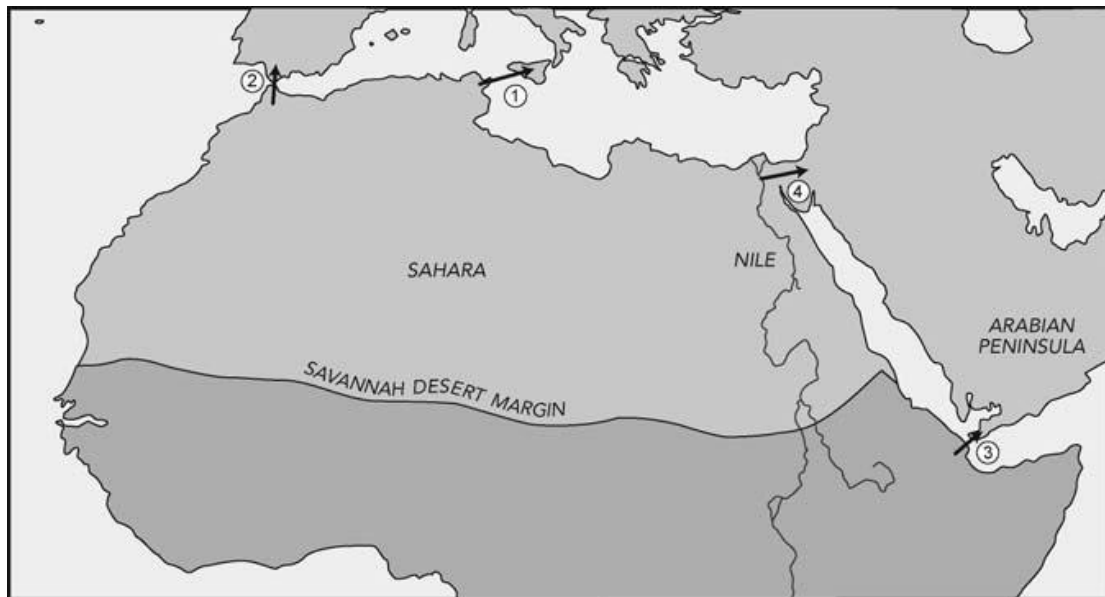 2
1
4
SAHARA
NILE
ARABIAN
PENINSULA
SAVANNAH DESERT MARGIN
3